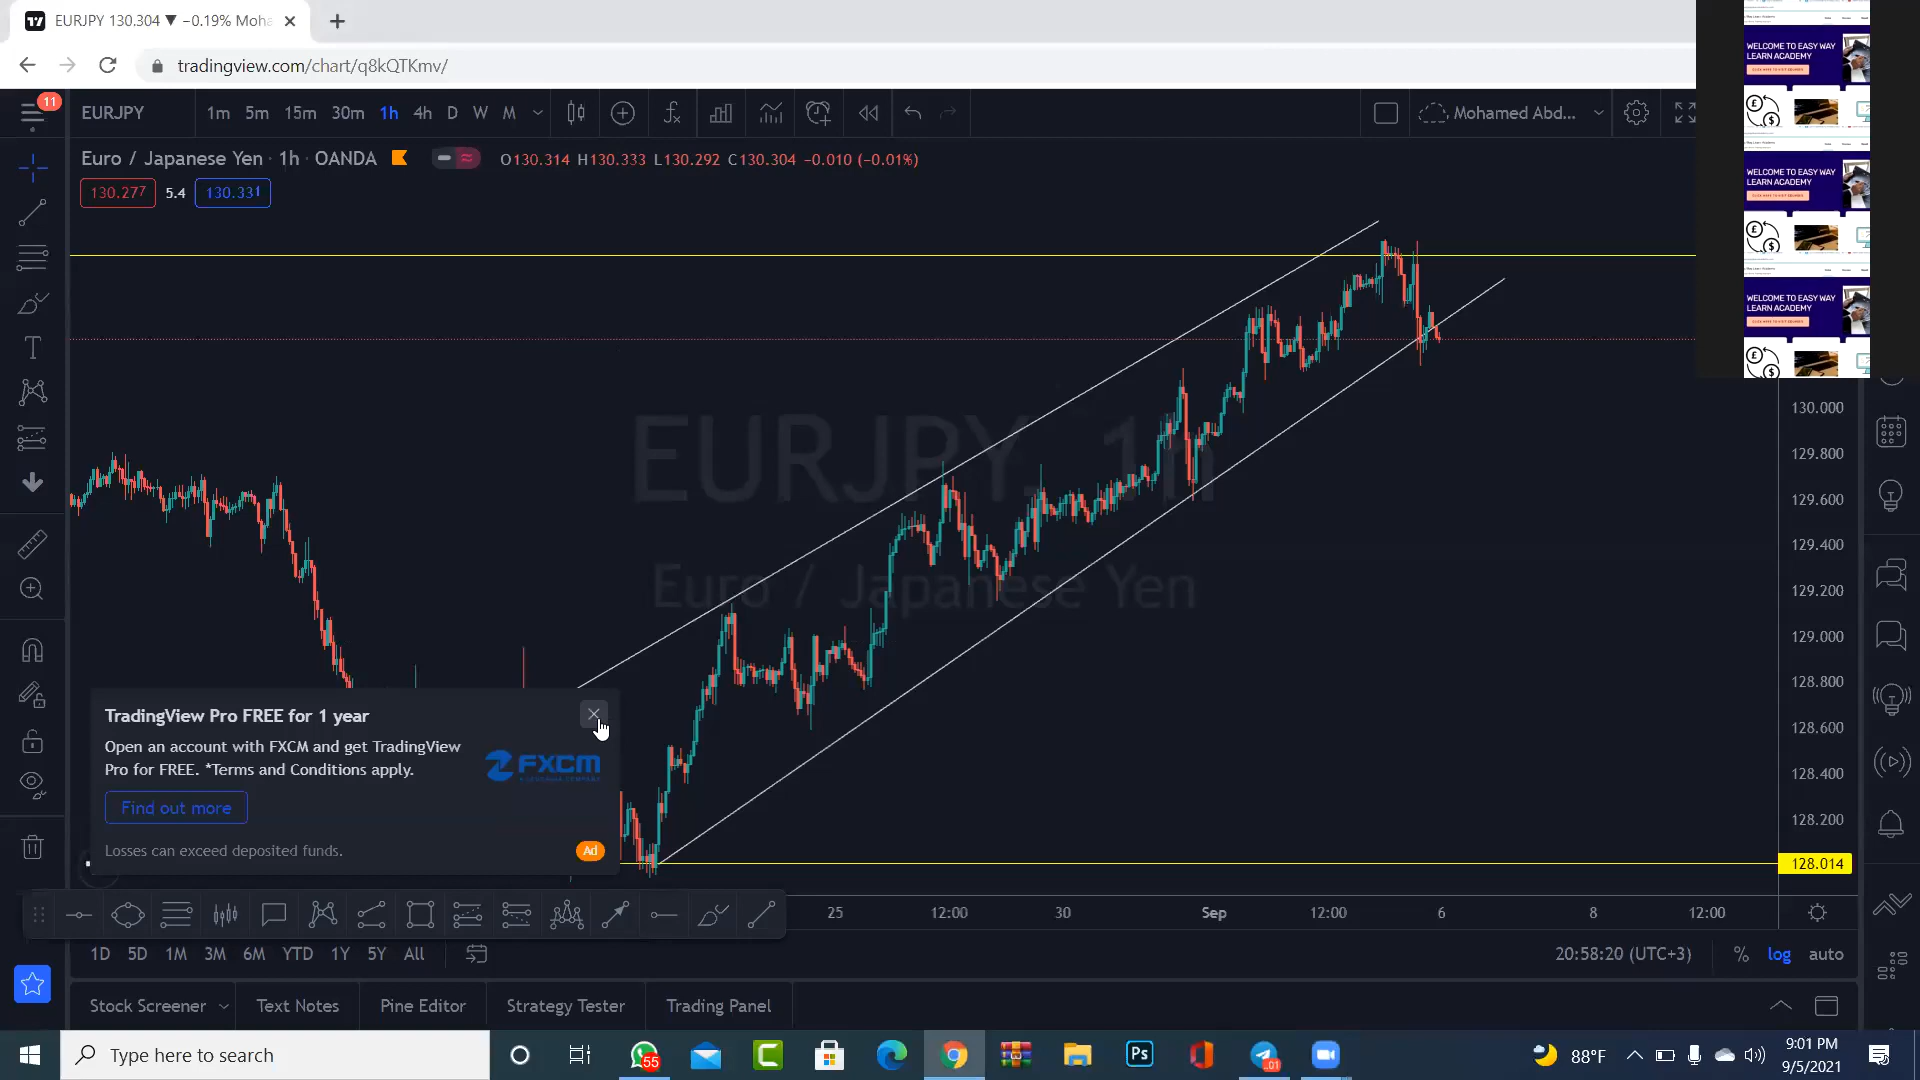 EURJPY 130.304 ▼ −0.19% Moha
tradingview.com/chart/q8kQTKmv/
11
EURJPY
1m 5m 15m 30m 1h 4h D W M
Mohamed Abd...
Euro / Japanese Yen · 1h · OANDA
O130.314 H130.333 L130.292 C130.304 −0.010 (−0.01%)
130.277 5.4 130.331
EURJPY, 1h
Euro / Japanese Yen
WELCOME TO EASY WAY
LEARN ACADEMY
WELCOME TO EASY WAY
LEARN ACADEMY
WELCOME TO EASY WAY
LEARN ACADEMY
130.000
129.800
129.600
129.400
129.200
129.000
128.800
128.600
128.400
128.200
128.014
TradingView Pro FREE for 1 year
Open an account with FXCM and get TradingView
Pro for FREE. *Terms and Conditions apply.
FXCM
Find out more
Losses can exceed deposited funds.
Ad
25 12:00 30 Sep 12:00 6 8 12:00
1D 5D 1M 3M 6M YTD 1Y 5Y All
20:58:20 (UTC+3) % log auto
Stock Screener Text Notes Pine Editor Strategy Tester Trading Panel
Type here to search
55
Ps
01
88°F
9:01 PM
9/5/2021